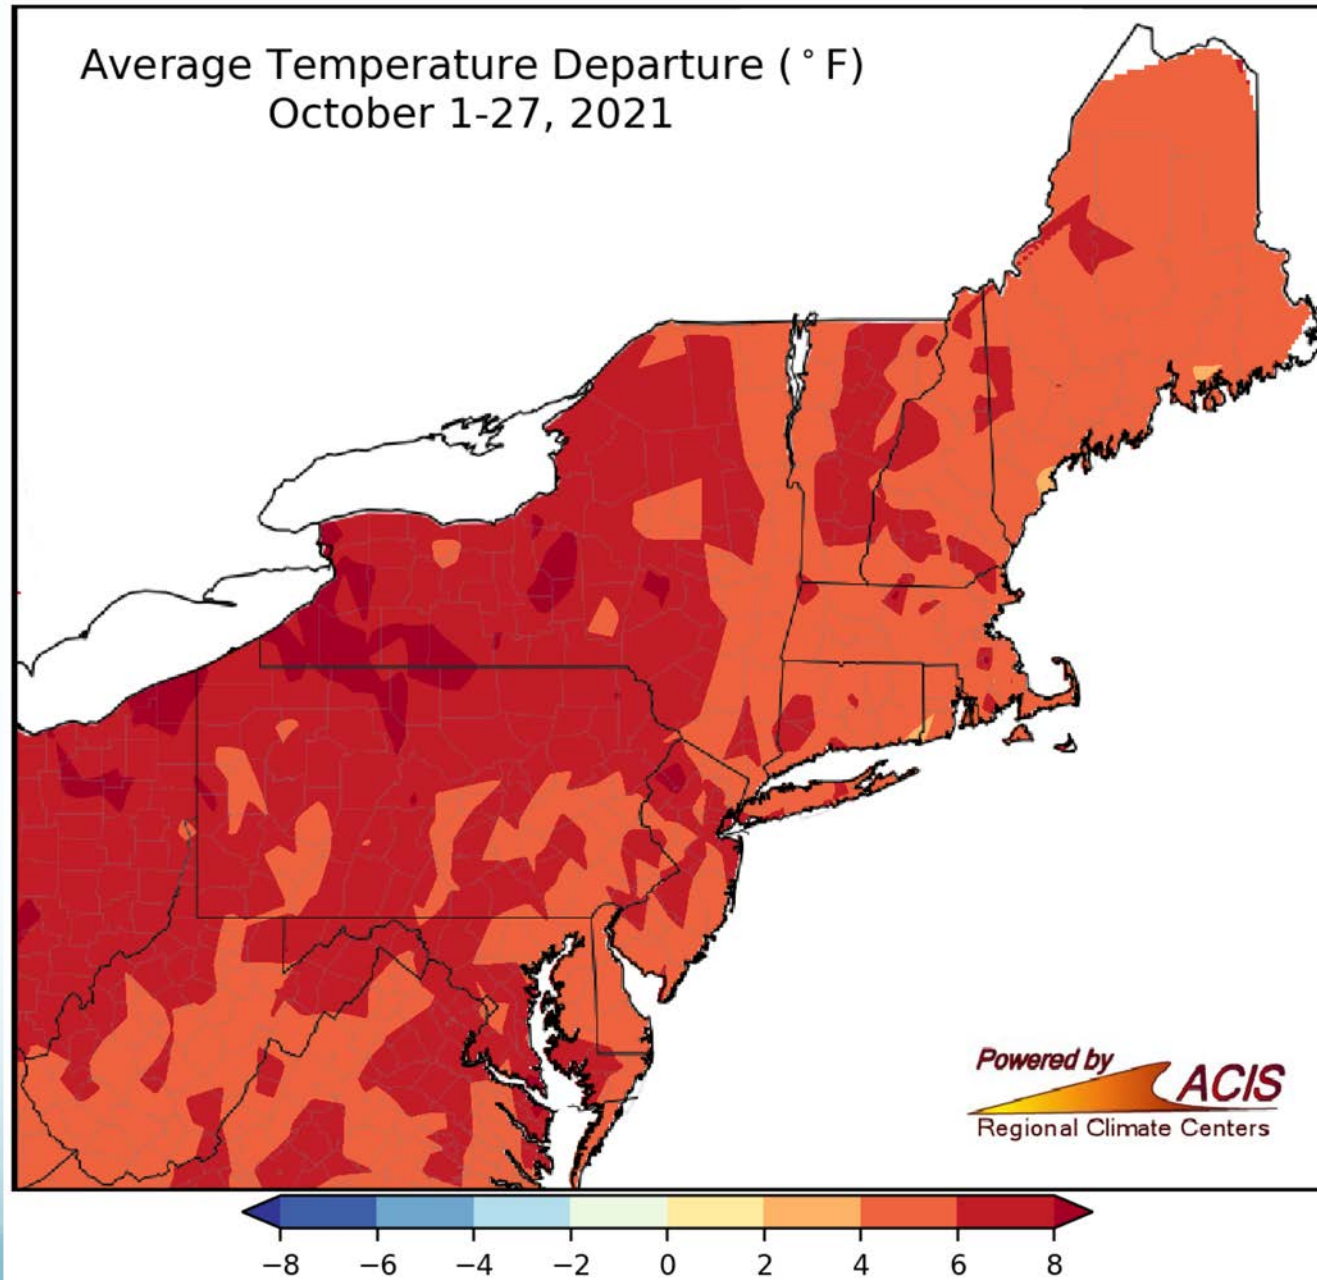 Average Temperature Departure (°F)
October 1-27, 2021
Powered by
ACIS
Regional Climate Centers
−8 −6 −4 −2 0 2 4 6 8